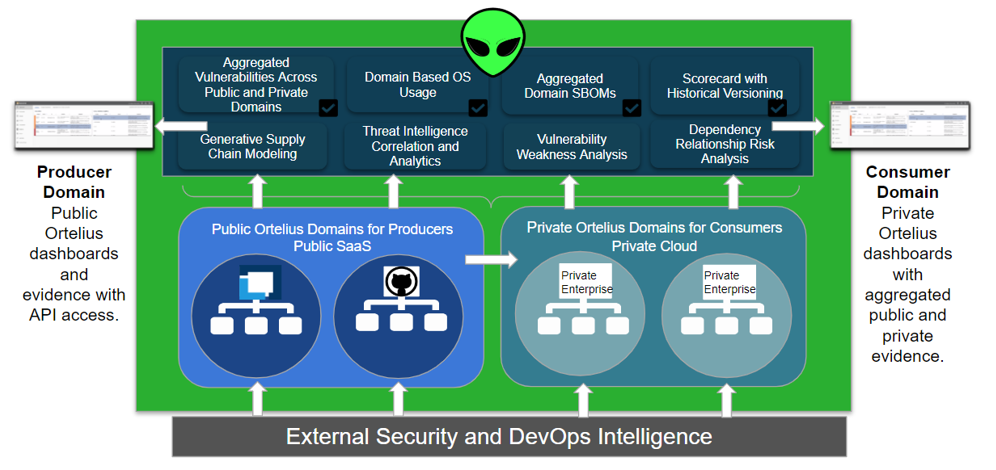 Aggregated
Vulnerabilities Across
Public and Private
Domains
Domain Based OS
Usage
Aggregated
Domain SBOMs
Scorecard with
Historical Versioning
Generative Supply
Chain Modeling
Threat Intelligence
Correlation and
Analytics
Vulnerability
Weakness Analysis
Dependency
Relationship Risk
Analysis
Producer
Domain
Public
Ortelius
dashboards
and
evidence with
API access.
Consumer
Domain
Private
Ortelius
dashboards
with
aggregated
public and
private
evidence.
Public Ortelius Domains for Producers
Public SaaS
Private Ortelius Domains for Consumers
Private Cloud
Private
Enterprise
Private
Enterprise
External Security and DevOps Intelligence